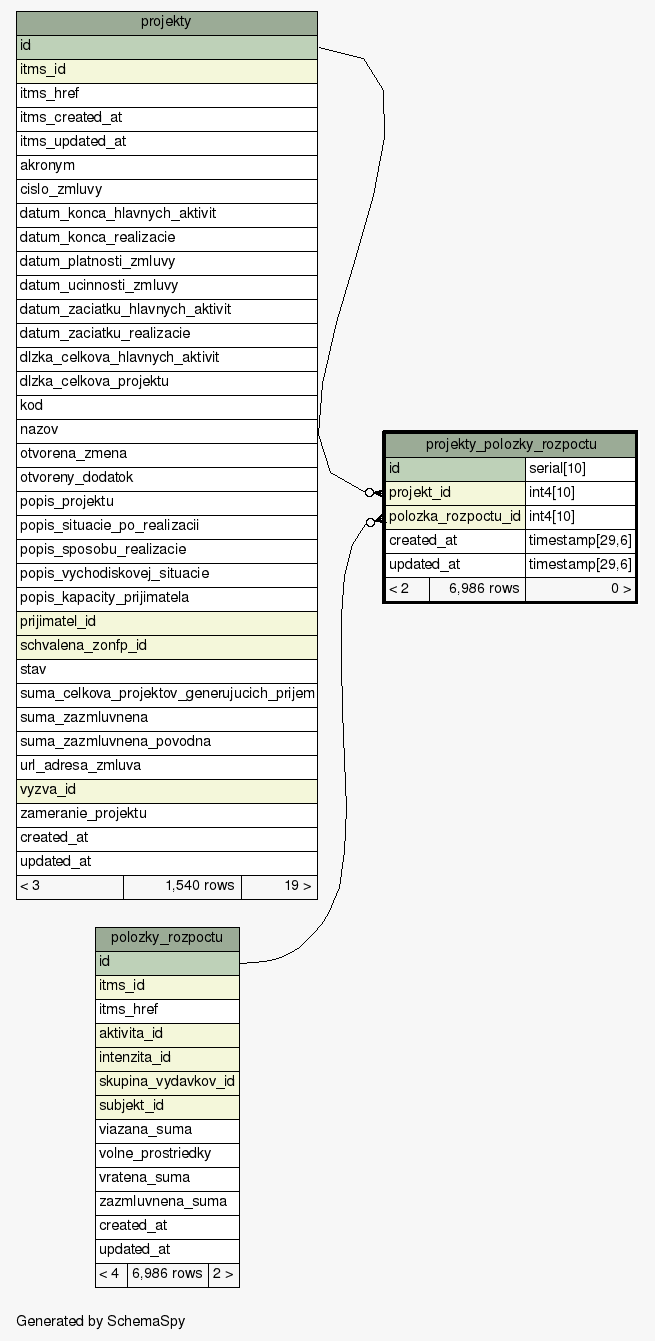 projekty
id
itms_id
itms_href
itms_created_at
itms_updated_at
akronym
cislo_zmluvy
datum_konca_hlavnych_aktivit
datum_konca_realizacie
datum_platnosti_zmluvy
datum_ucinnosti_zmluvy
datum_zaciatku_hlavnych_aktivit
datum_zaciatku_realizacie
dlzka_celkova_hlavnych_aktivit
dlzka_celkova_projektu
kod
nazov
otvorena_zmena
otvoreny_dodatok
popis_projektu
popis_situacie_po_realizacii
popis_sposobu_realizacie
popis_vychodiskovej_situacie
popis_kapacity_prijimatela
prijimatel_id
schvalena_zonfp_id
stav
suma_celkova_projektov_generujucich_prijem
suma_zazmluvnena
suma_zazmluvnena_povodna
url_adresa_zmluva
vyzva_id
zameranie_projektu
created_at
updated_at
< 3 1,540 rows 19 >
projekty_polozky_rozpoctu
id serial[10]
projekt_id int4[10]
polozka_rozpoctu_id int4[10]
created_at timestamp[29,6]
updated_at timestamp[29,6]
< 2 6,986 rows 0 >
polozky_rozpoctu
id
itms_id
itms_href
aktivita_id
intenzita_id
skupina_vydavkov_id
subjekt_id
viazana_suma
volne_prostriedky
vratena_suma
zazmluvnena_suma
created_at
updated_at
< 4 6,986 rows 2 >
Generated by SchemaSpy